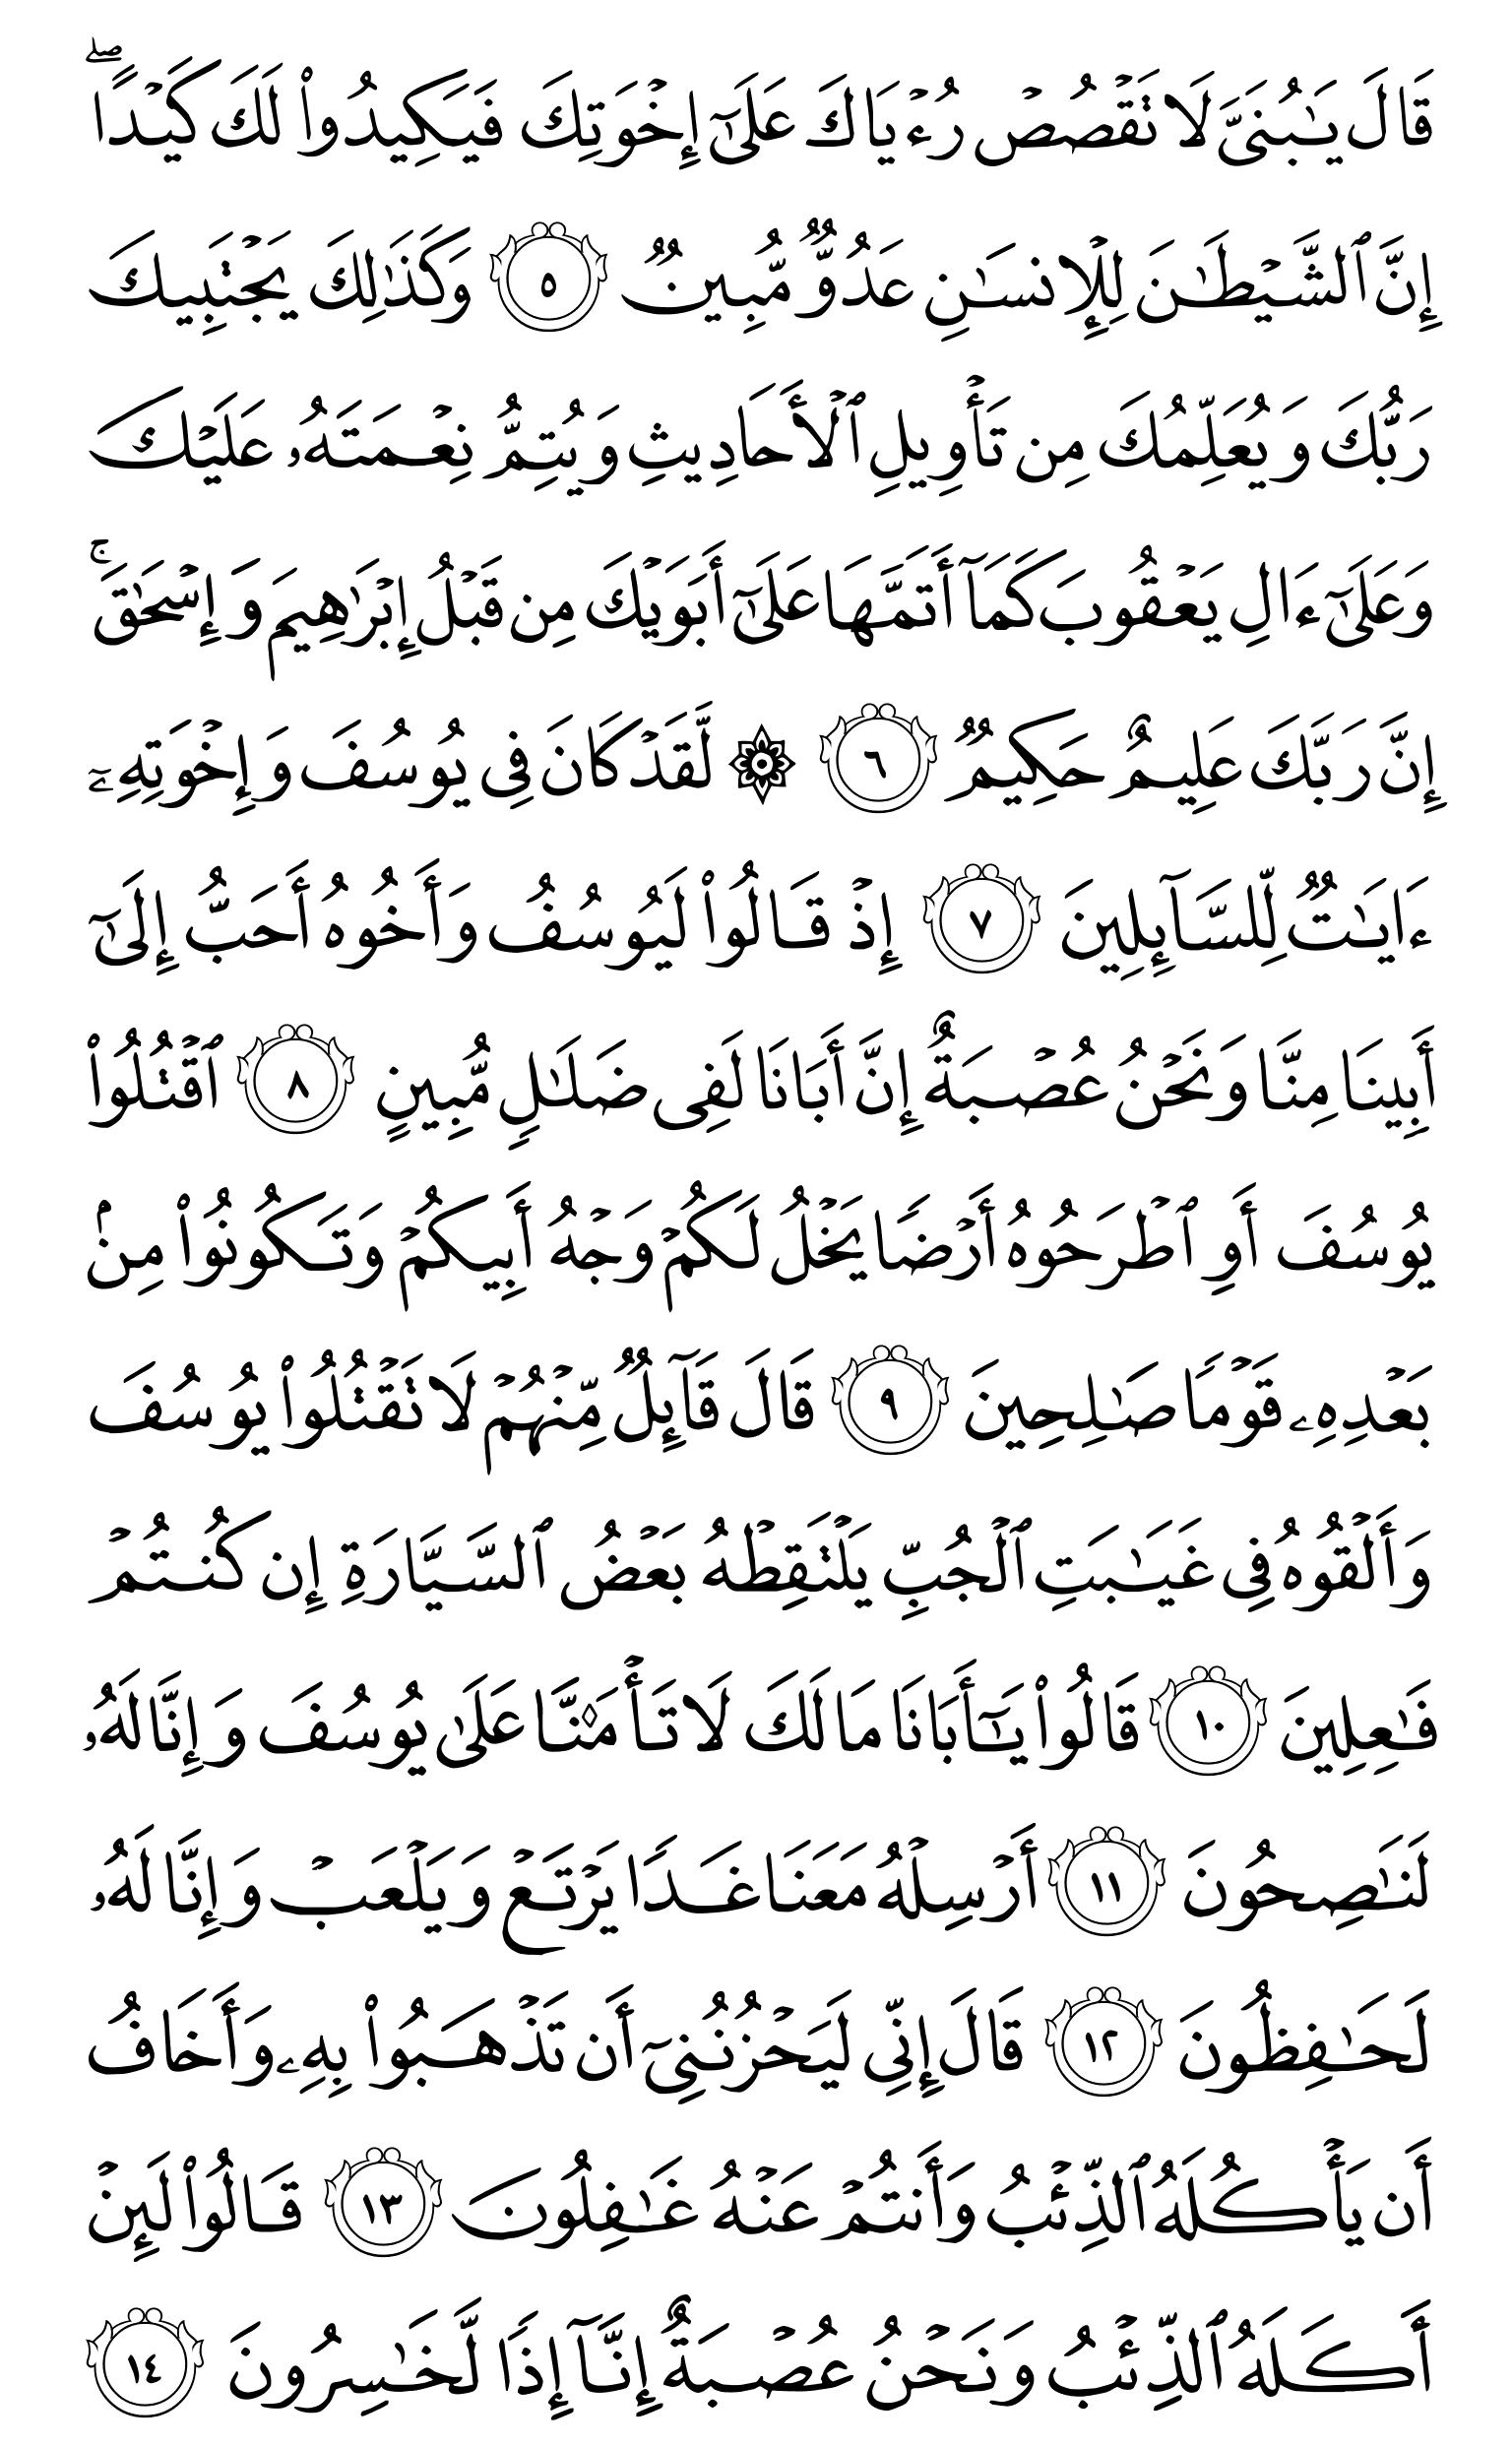 قَالَ يَـٰبُنَىَّ لَا تَقۡصُصۡ رُءۡيَاكَ عَلَىٰٓ إِخۡوَتِكَ فَيَكِيدُواْ لَكَ كَيۡدًاۖ
إِنَّ ٱلشَّيۡطَـٰنَ لِلۡإِنسَـٰنِ عَدُوࣱّ مُّبِينࣱ ٥ وَكَذَٰلِكَ يَجۡتَبِيكَ
رَبُّكَ وَيُعَلِّمُكَ مِن تَأۡوِيلِ ٱلۡأَحَادِيثِ وَيُتِمُّ نِعۡمَتَهُۥ عَلَيۡكَ
وَعَلَىٰٓ ءَالِ يَعۡقُوبَ كَمَآ أَتَمَّهَا عَلَىٰٓ أَبَوَيۡكَ مِن قَبۡلُ إِبۡرَٰهِيمَ وَإِسۡحَـٰقَۚ
إِنَّ رَبَّكَ عَلِيمٌ حَكِيمࣱ ٦ ۞ لَّقَدۡ كَانَ فِى يُوسُفَ وَإِخۡوَتِهِۦٓ
ءَايَـٰتࣱ لِّلسَّآئِلِينَ ٧ إِذۡ قَالُواْ لَيُوسُفُ وَأَخُوهُ أَحَبُّ إِلَىٰٓ
أَبِينَا مِنَّا وَنَحۡنُ عُصۡبَةٌ إِنَّ أَبَانَا لَفِى ضَلَـٰلࣲ مُّبِينٍ ٨ ٱقۡتُلُواْ
يُوسُفَ أَوِ ٱطۡرَحُوهُ أَرۡضࣰا يَخۡلُ لَكُمۡ وَجۡهُ أَبِيكُمۡ وَتَكُونُواْ مِنۢ
بَعۡدِهِۦ قَوۡمࣰا صَـٰلِحِينَ ٩ قَالَ قَآئِلࣱ مِّنۡهُمۡ لَا تَقۡتُلُواْ يُوسُفَ
وَأَلۡقُوهُ فِى غَيَـٰبَتِ ٱلۡجُبِّ يَلۡتَقِطۡهُ بَعۡضُ ٱلسَّيَّارَةِ إِن كُنتُمۡ
فَـٰعِلِينَ ١٠ قَالُواْ يَـٰٓأَبَانَا مَا لَكَ لَا تَأۡمَ۬نَّا عَلَىٰ يُوسُفَ وَإِنَّا لَهُۥ
لَنَـٰصِحُونَ ١١ أَرۡسِلۡهُ مَعَنَا غَدࣰا يَرۡتَعۡ وَيَلۡعَبۡ وَإِنَّا لَهُۥ
لَحَـٰفِظُونَ ١٢ قَالَ إِنِّى لَيَحۡزُنُنِىٓ أَن تَذۡهَبُواْ بِهِۦ وَأَخَافُ
أَن يَأۡكُلَهُ ٱلذِّئۡبُ وَأَنتُمۡ عَنۡهُ غَـٰفِلُونَ ١٣ قَالُواْ لَئِنۡ
أَكَلَهُ ٱلذِّئۡبُ وَنَحۡنُ عُصۡبَةٌ إِنَّآ إِذࣰا لَّخَـٰسِرُونَ ١٤